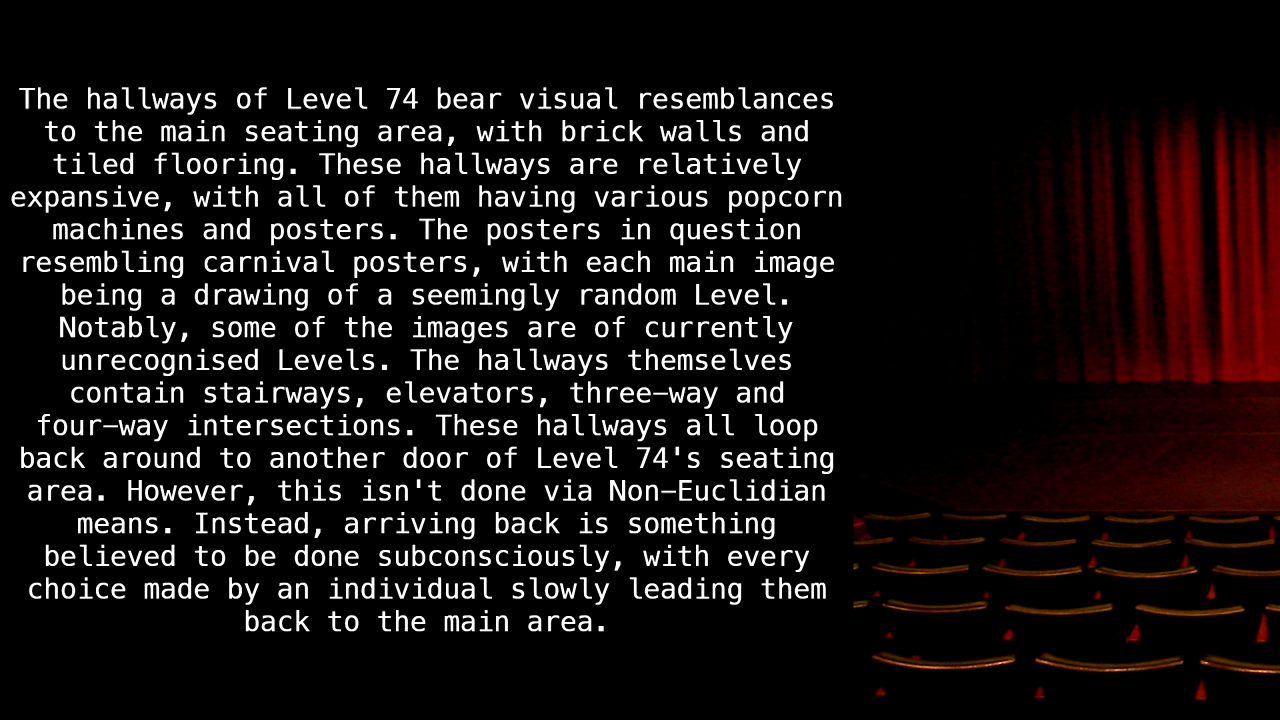 The hallways of Level 74 bear visual resemblances
to the main seating area, with brick walls and
tiled flooring. These hallways are relatively
expansive, with all of them having various popcorn
machines and posters. The posters in question
resembling carnival posters, with each main image
being a drawing of a seemingly random Level.
Notably, some of the images are of currently
unrecognised Levels. The hallways themselves
contain stairways, elevators, three-way and
four-way intersections. These hallways all loop
back around to another door of Level 74's seating
area. However, this isn't done via Non-Euclidian
means. Instead, arriving back is something
believed to be done subconsciously, with every
choice made by an individual slowly leading them
back to the main area.